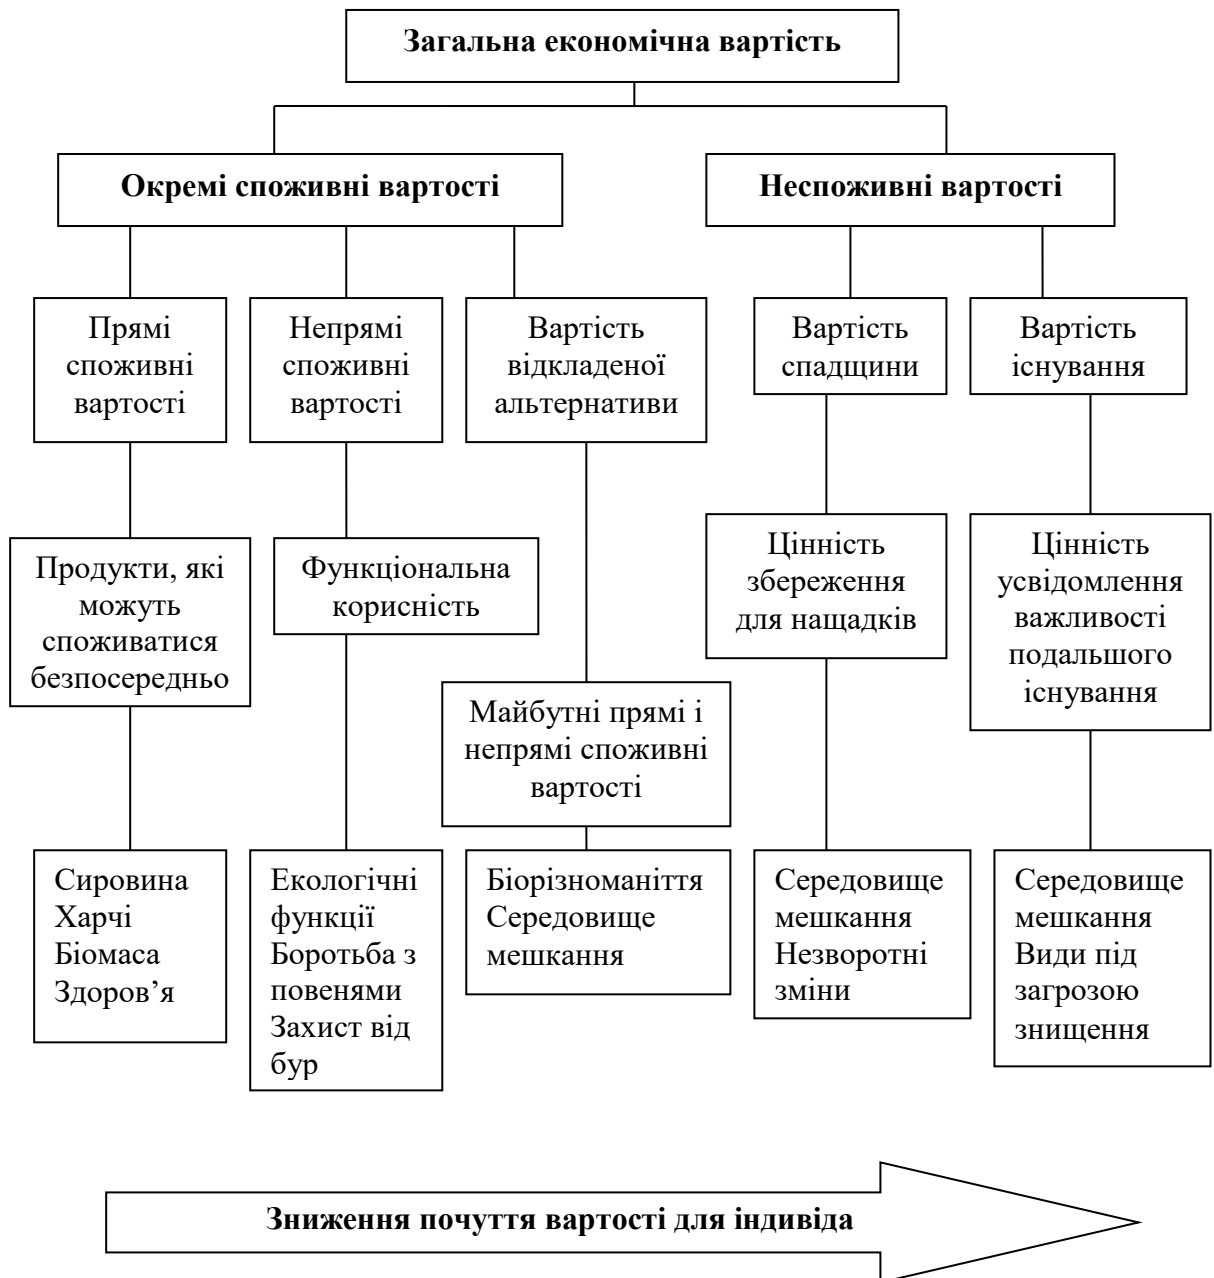 Загальна економічна вартість
Окремі споживні вартості
Неспоживні вартості
Прямі
споживні
вартості
Непрямі
споживні
вартості
Вартість
відкладеної
альтернативи
Вартість
спадщини
Вартість
існування
Продукти, які
можуть
споживатися
безпосередньо
Функціональна
корисність
Майбутні прямі і
непрямі споживні
вартості
Цінність
збереження
для нащадків
Цінність
усвідомлення
важливості
подальшого
існування
Сировина
Харчі
Біомаса
Здоров’я
Екологічні
функції
Боротьба з
повенями
Захист від
бур
Біорізноманіття
Середовище
мешкання
Середовище
мешкання
Незворотні
зміни
Середовище
мешкання
Види під
загрозою
знищення
Зниження почуття вартості для індивіда